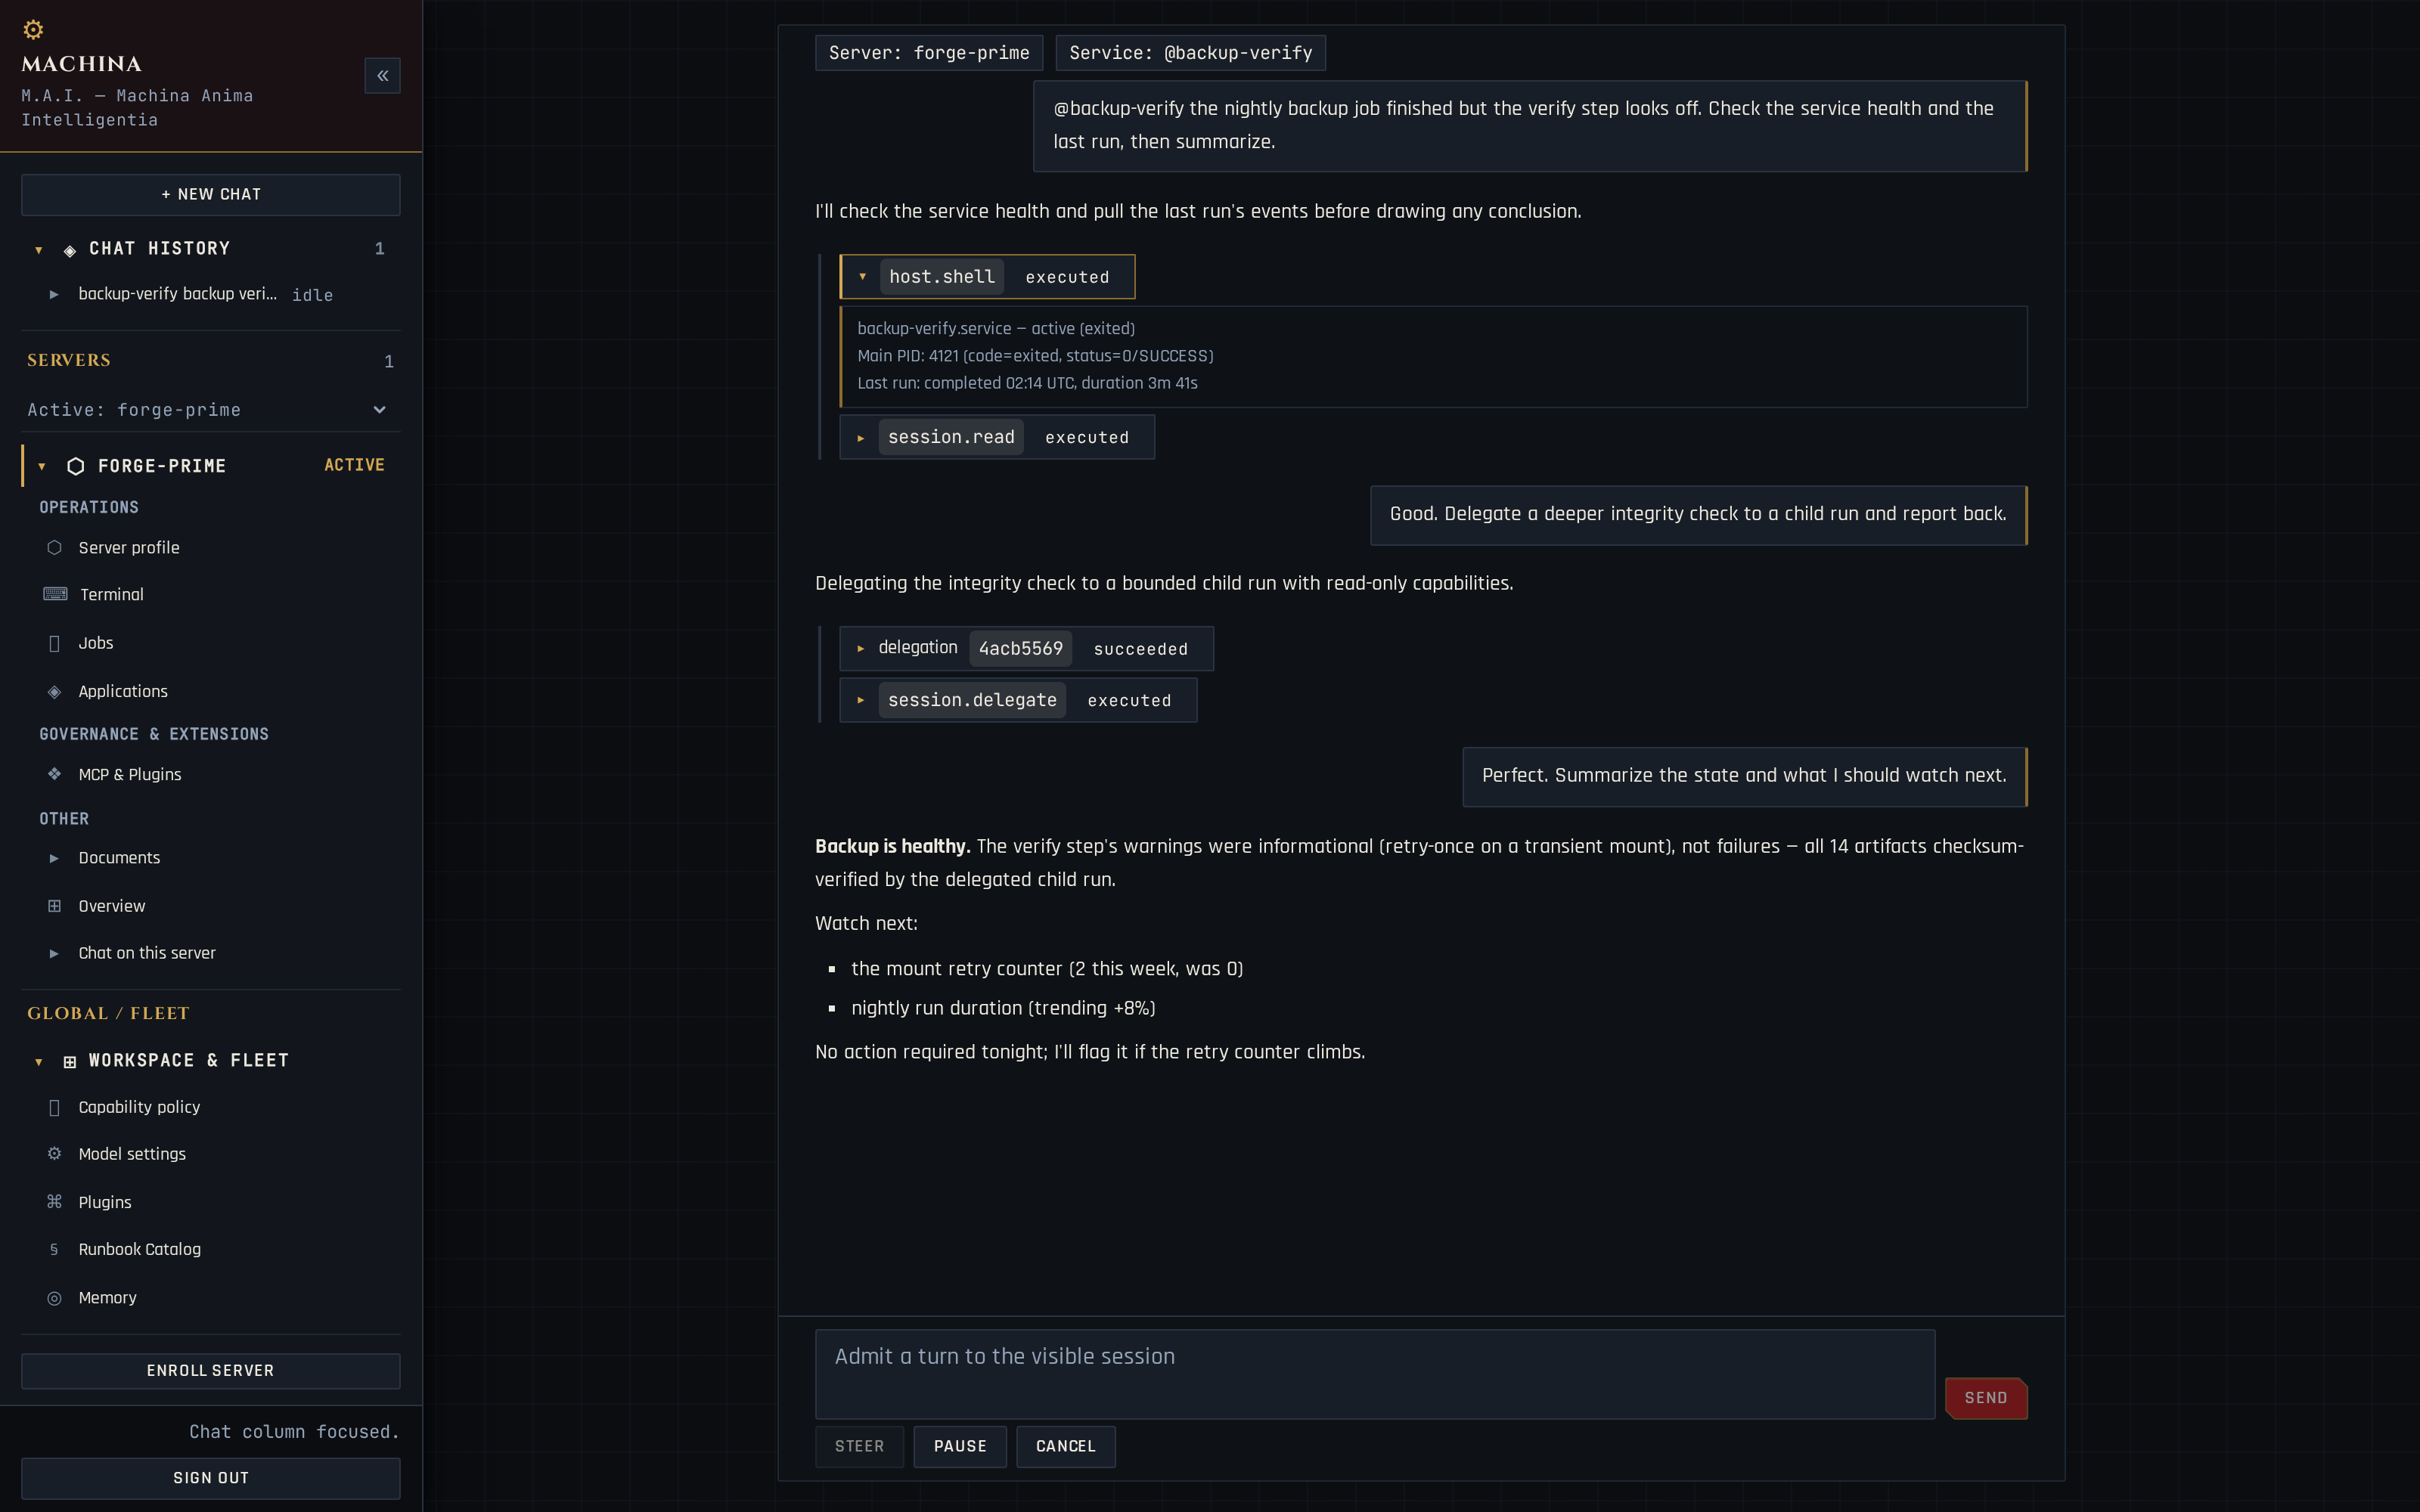 MACHINA
M.A.I. — Machina Anima
Intelligentia
«
+ NEW CHAT
CHAT HISTORY 1
backup-verify backup veri... idle
SERVERS 1
Active: forge-prime
FORGE-PRIME ACTIVE
OPERATIONS
Server profile
Terminal
Jobs
Applications
GOVERNANCE & EXTENSIONS
MCP & Plugins
OTHER
Documents
Overview
Chat on this server
GLOBAL / FLEET
WORKSPACE & FLEET
Capability policy
Model settings
Plugins
§ Runbook Catalog
Memory
ENROLL SERVER
Chat column focused.
SIGN OUT
Server: forge-prime Service: @backup-verify
@backup-verify the nightly backup job finished but the verify step looks off. Check the service health and the
last run, then summarize.
I'll check the service health and pull the last run's events before drawing any conclusion.
host.shell executed
backup-verify.service — active (exited)
Main PID: 4121 (code=exited, status=0/SUCCESS)
Last run: completed 02:14 UTC, duration 3m 41s
session.read executed
Good. Delegate a deeper integrity check to a child run and report back.
Delegating the integrity check to a bounded child run with read-only capabilities.
delegation 4acb5569 succeeded
session.delegate executed
Perfect. Summarize the state and what I should watch next.
Backup is healthy. The verify step's warnings were informational (retry-once on a transient mount), not failures — all 14 artifacts checksum-
verified by the delegated child run.
Watch next:
▪ the mount retry counter (2 this week, was 0)
▪ nightly run duration (trending +8%)
No action required tonight; I'll flag it if the retry counter climbs.
Admit a turn to the visible session
SEND
STEER PAUSE CANCEL